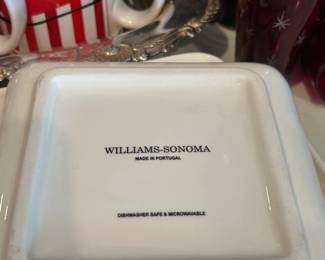 WILLIAMS-SONOMA
MADE IN PORTUGAL
DISHWASHER SAFE & MICROWAVABLE